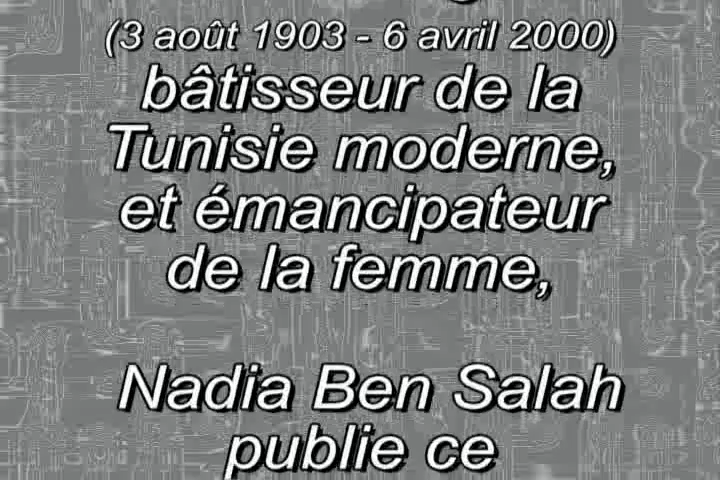 (3 août 1903 - 6 avril 2000)
bâtisseur de la
Tunisie moderne,
et émancipateur
de la femme,
Nadia Ben Salah
publie ce